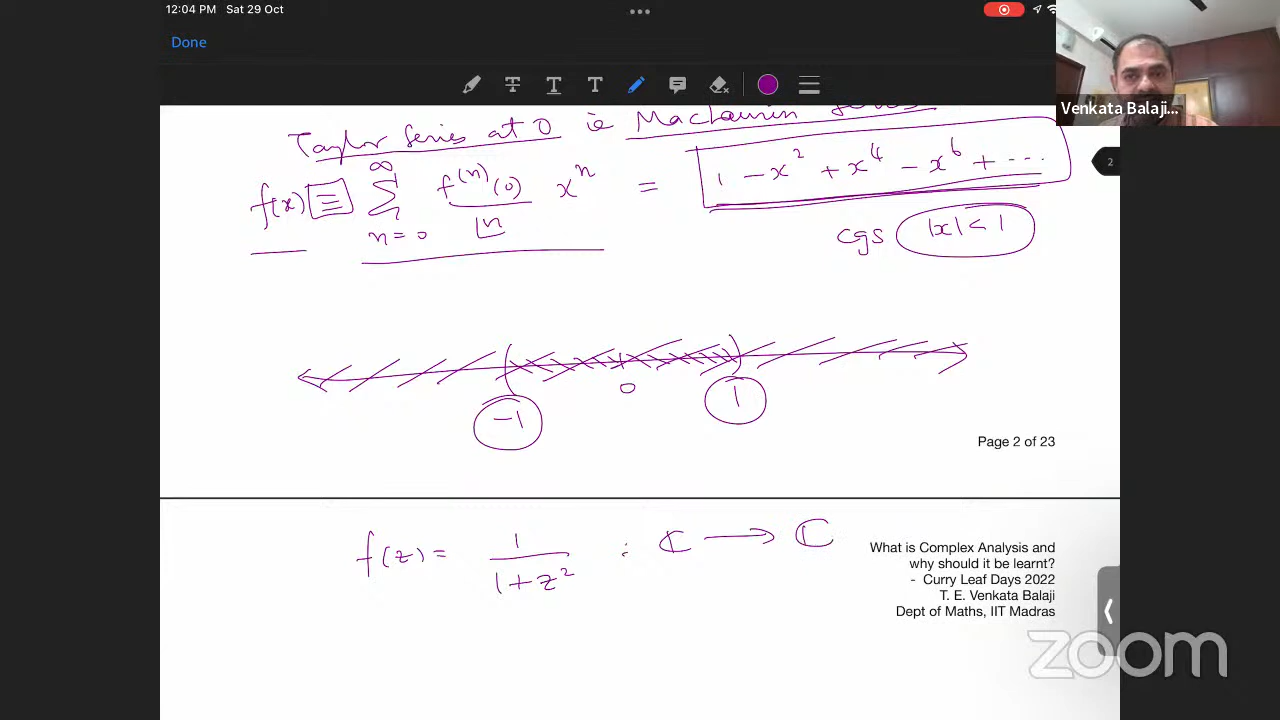 12:04 PM Sat 29 Oct
Done
Venkata Balaji...
Taylor Series at 0 ie Maclaurin Series
f(x) ≡ ∞ Σ n=0 f^(n)(0) / ⌊n x^n = 1 − x² + x⁴ − x⁶ + ...
2
cgs |x| < 1
−1 0 1
Page 2 of 23
f(z) = 1 / 1+z² : ℂ ⟶ ℂ
What is Complex Analysis and
why should it be learnt?
- Curry Leaf Days 2022
T. E. Venkata Balaji
Dept of Maths, IIT Madras
zoom